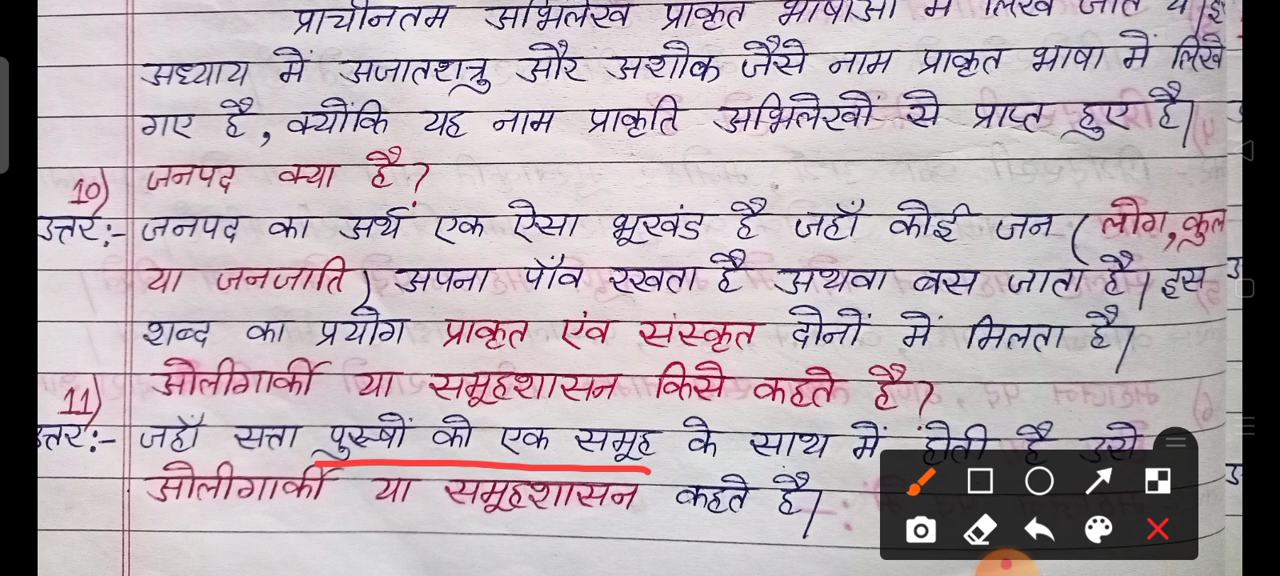 प्राचीनतम अभिलेख प्राकृत भाषाओं में लिखे जाते थे। इ
अध्याय में अजातशत्रु और अशोक जैसे नाम प्राकृत भाषा में लिखे
गए है, क्योंकि यह नाम प्राकृति अभिलेखों से प्राप्त हुए है।
10) जनपद क्या है?
उत्तर:- जनपद का अर्थ एक ऐसा भूखंड है जहाँ कोई जन (लोग, कुल
या जनजाति) अपना पाँव रखता है अथवा बस जाता है। इस
शब्द का प्रयोग प्राकृत एंव संस्कृत दोनों में मिलता है।
11) ओलीगार्की या समूहशासन किसे कहते है?
उत्तर:- जहाँ सत्ता पुरुषों की एक समूह के साथ में होती है उसे
ओलीगार्की या समूहशासन कहते है।